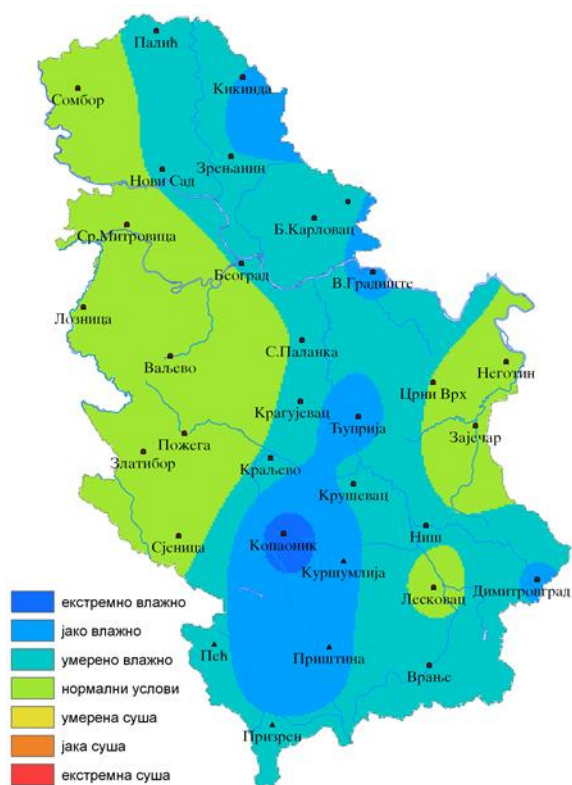 Палић
Кикинда
Сомбор
Зрењанин
Нови Сад
Б.Карловац
Ср.Митровица
Београд
В.Градиште
Лозница
С.Паланка
Ваљево
Неготин
Црни Врх
Крагујевац
Ћуприја
Зајечар
Пожега
Златибор
Краљево
Крушевац
Ниш
Сјеница
Копаоник
Куршумлија
Димитровград
Лесковац
екстремно влажно
јако влажно
Пећ
Приштина
умерено влажно
Врање
нормални услови
умерена суша
Призрен
јака суша
екстремна суша